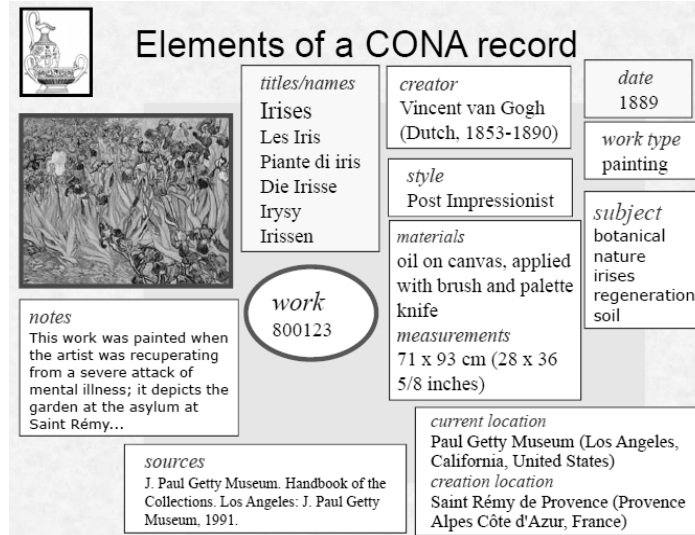 Elements of a CONA record
titles/names
Irises
Les Iris
Piante di iris
Die Irisse
Irysy
Irissen
creator
Vincent van Gogh
(Dutch, 1853-1890)
date
1889
work type
painting
style
Post Impressionist
subject
botanical
nature
irises
regeneration
soil
materials
oil on canvas, applied
with brush and palette
knife
measurements
71 x 93 cm (28 x 36
5/8 inches)
work
800123
notes
This work was painted when
the artist was recuperating
from a severe attack of
mental illness; it depicts the
garden at the asylum at
Saint Rémy...
current location
Paul Getty Museum (Los Angeles,
California, United States)
creation location
Saint Rémy de Provence (Provence
Alpes Côte d'Azur, France)
sources
J. Paul Getty Museum. Handbook of the
Collections. Los Angeles: J. Paul Getty
Museum, 1991.